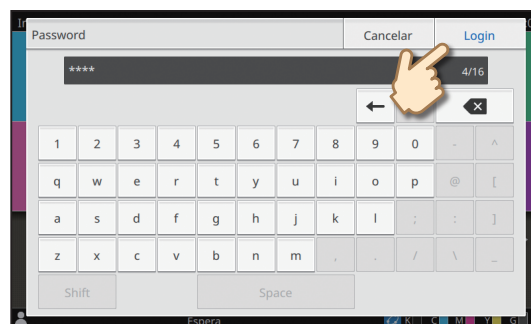 Password Cancelar Login
**** 4/16
←
1 2 3 4 5 6 7 8 9 0 - ^
q w e r t y u i o p @ [
a s d f g h j k l ; : ]
z x c v b n m , . / \ _
Shift Space
Espera K C M Y G